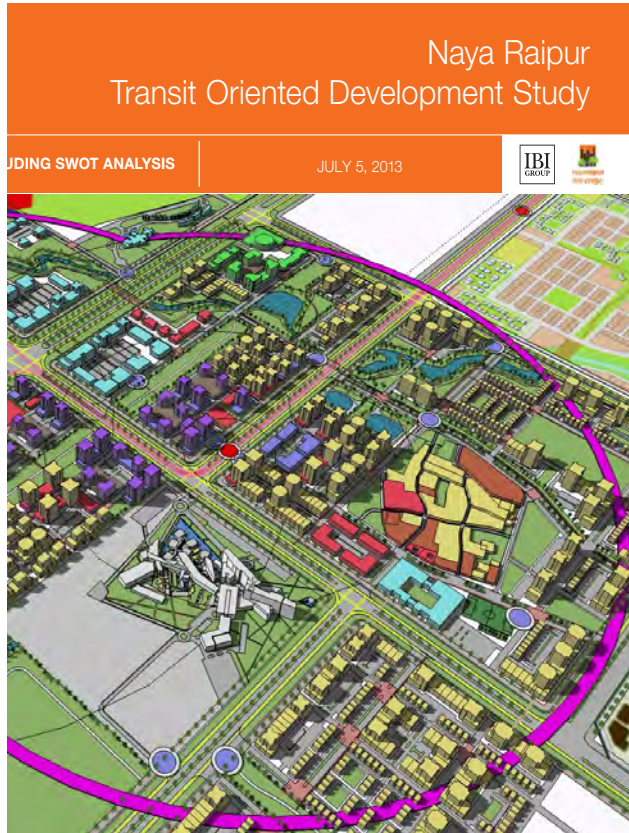 Naya Raipur
Transit Oriented Development Study
UDING SWOT ANALYSIS
JULY 5, 2013
IBI
GROUP